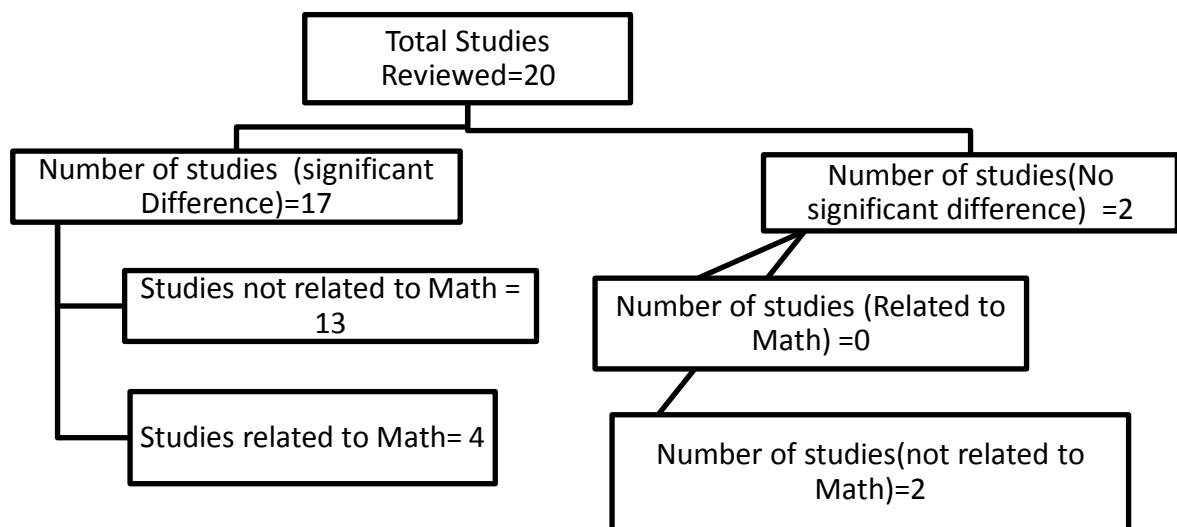 Total Studies
Reviewed=20
Number of studies  (significant
Difference)=17
Number of studies(No
significant difference)  =2
Studies not related to Math =
13
Number of studies (Related to
Math) =0
Studies related to Math= 4
Number of studies(not related to
Math)=2